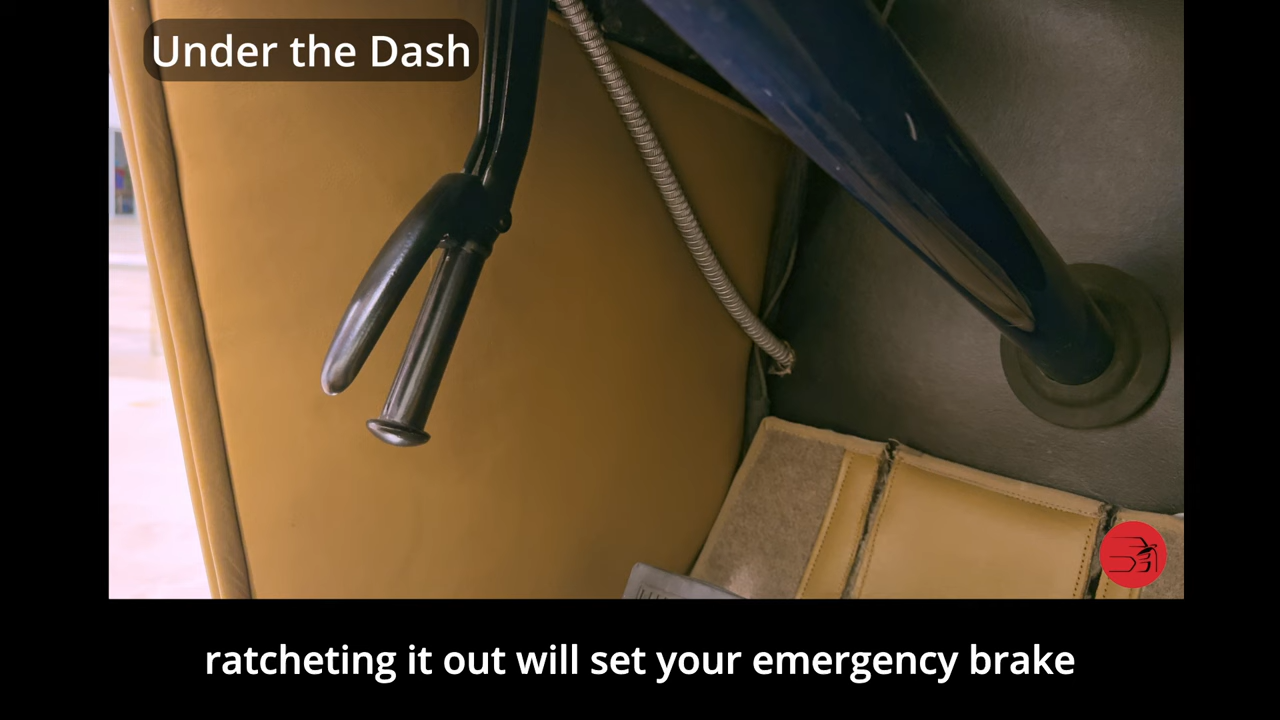 Under the Dash
ratcheting it out will set your emergency brake